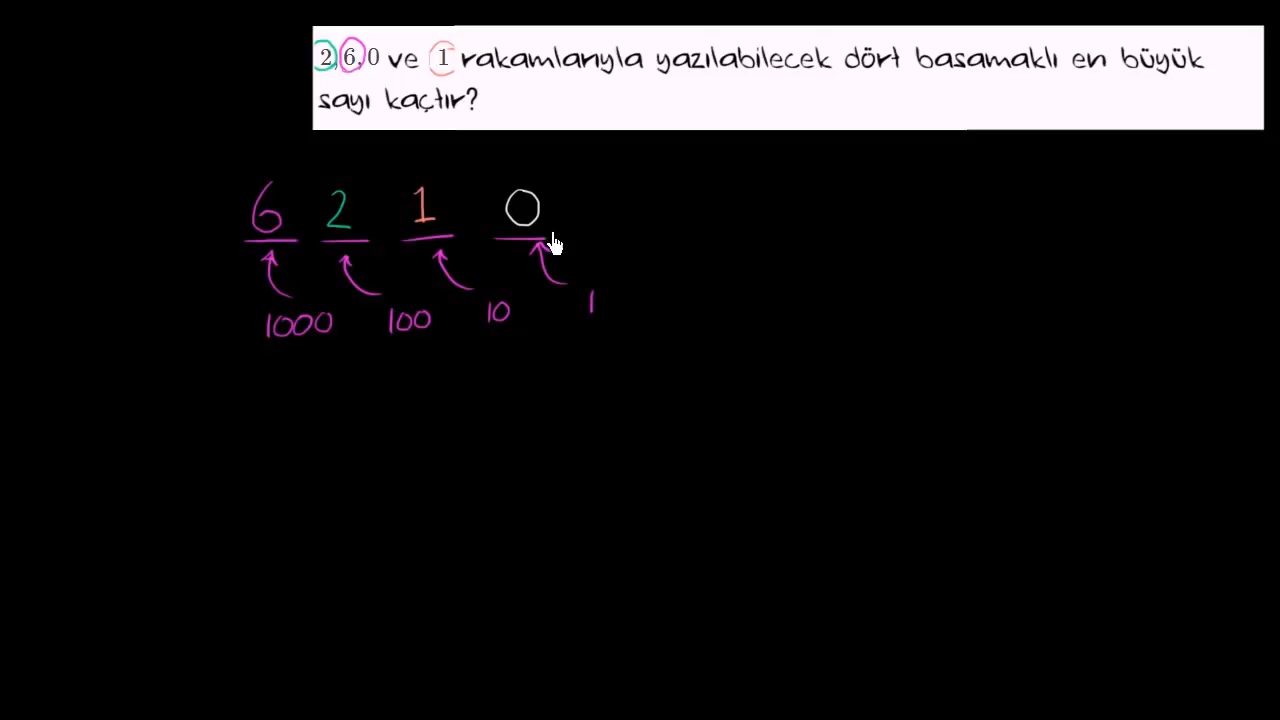 2,6,0 ve 1 rakamlarıyla yazılabilecek dört basamaklı en büyük
sayı kaçtır?
6 2 1 0
1000 100 10 1